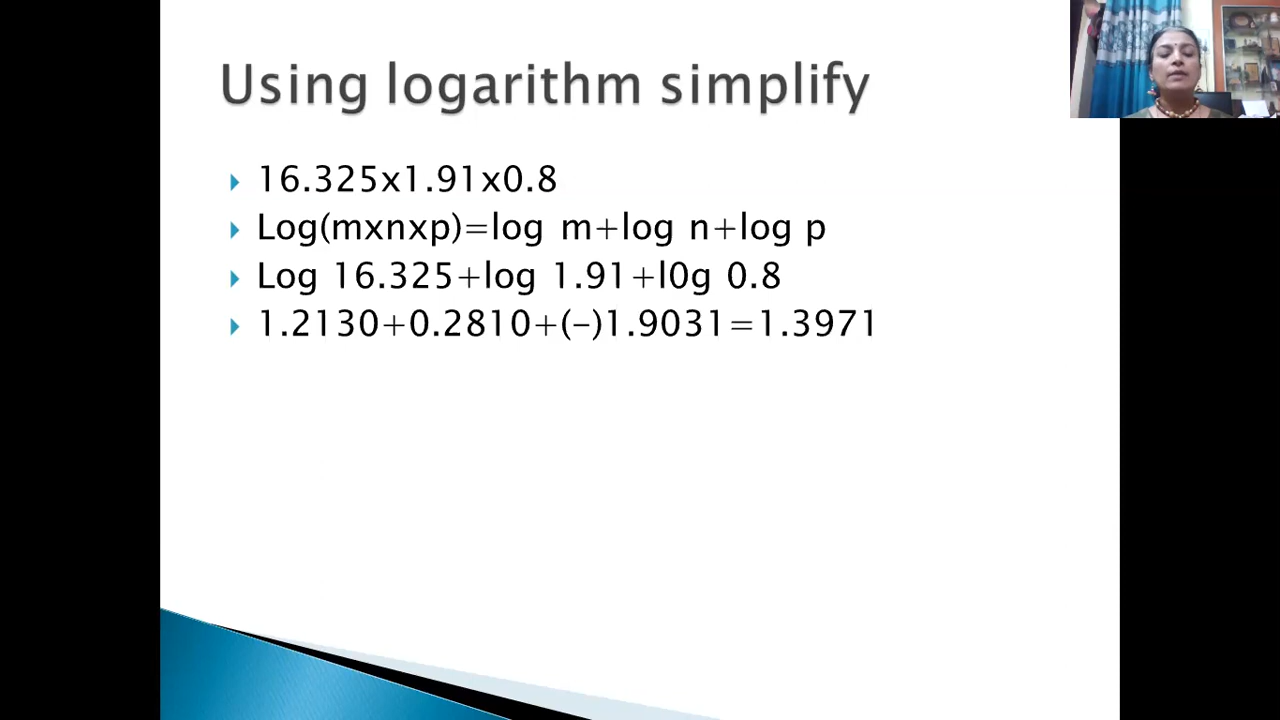 Using logarithm simplify
16.325x1.91x0.8
Log(mxnxp)=log m+log n+log p
Log 16.325+log 1.91+l0g 0.8
1.2130+0.2810+(-)1.9031=1.3971